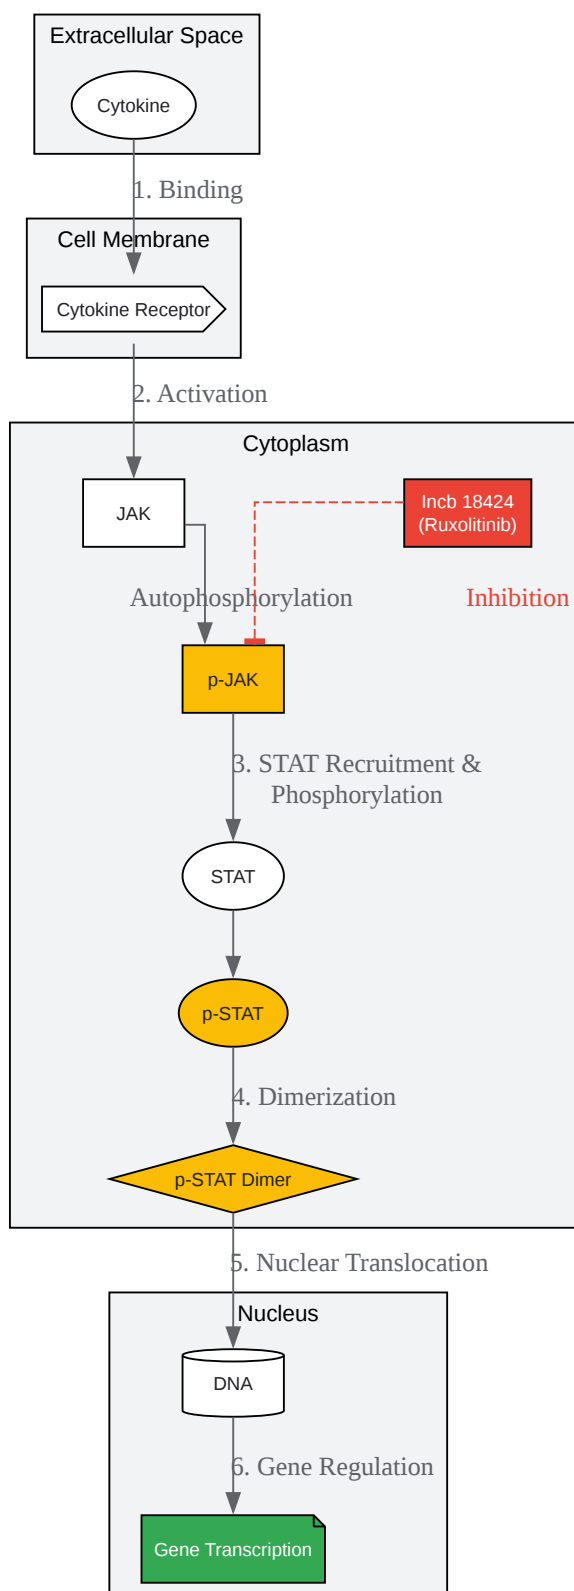 Extracellular Space
Cytokine
1. Binding
Cell Membrane
Cytokine Receptor
2. Activation
Cytoplasm
JAK
Incb 18424
(Ruxolitinib)
Autophosphorylation
Inhibition
p-JAK
3. STAT Recruitment &
Phosphorylation
STAT
p-STAT
4. Dimerization
p-STAT Dimer
5. Nuclear Translocation
Nucleus
DNA
6. Gene Regulation
Gene Transcription